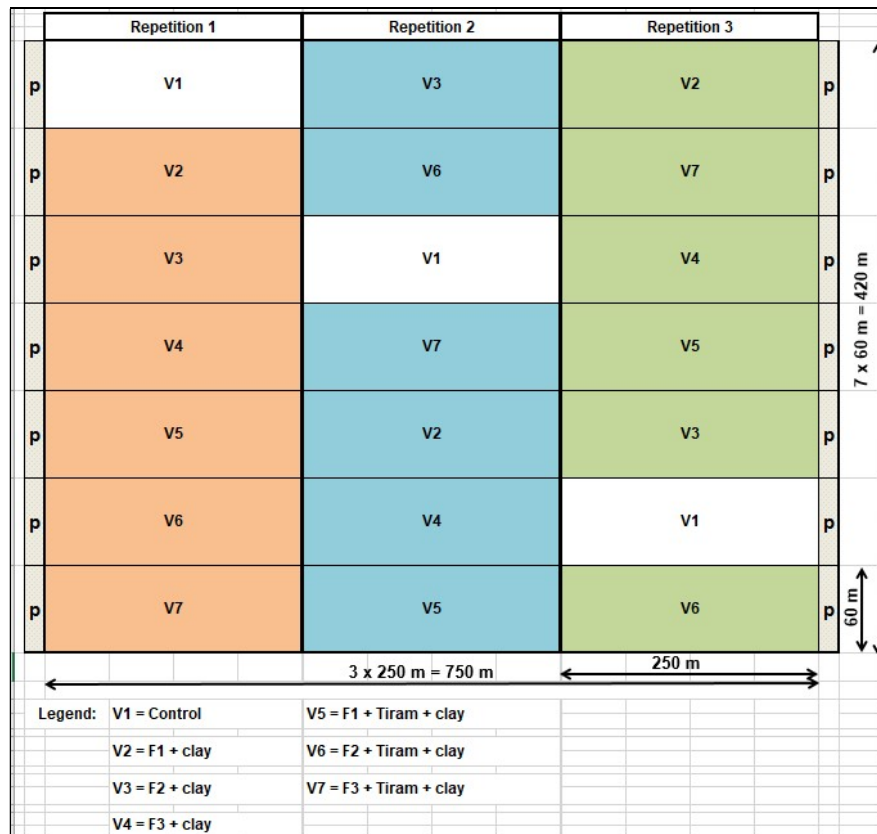 Repetition 1 Repetition 2 Repetition 3
p V1 V3 V2 p
p V2 V6 V7 p
p V3 V1 V4 p
p V4 V7 V5 p
p V5 V2 V3 p
p V6 V4 V1 p
p V7 V5 V6 p
7 x 60 m = 420 m
60 m
3 x 250 m = 750 m 250 m
Legend: V1 = Control V5 = F1 + Tiram + clay
V2 = F1 + clay V6 = F2 + Tiram + clay
V3 = F2 + clay V7 = F3 + Tiram + clay
V4 = F3 + clay